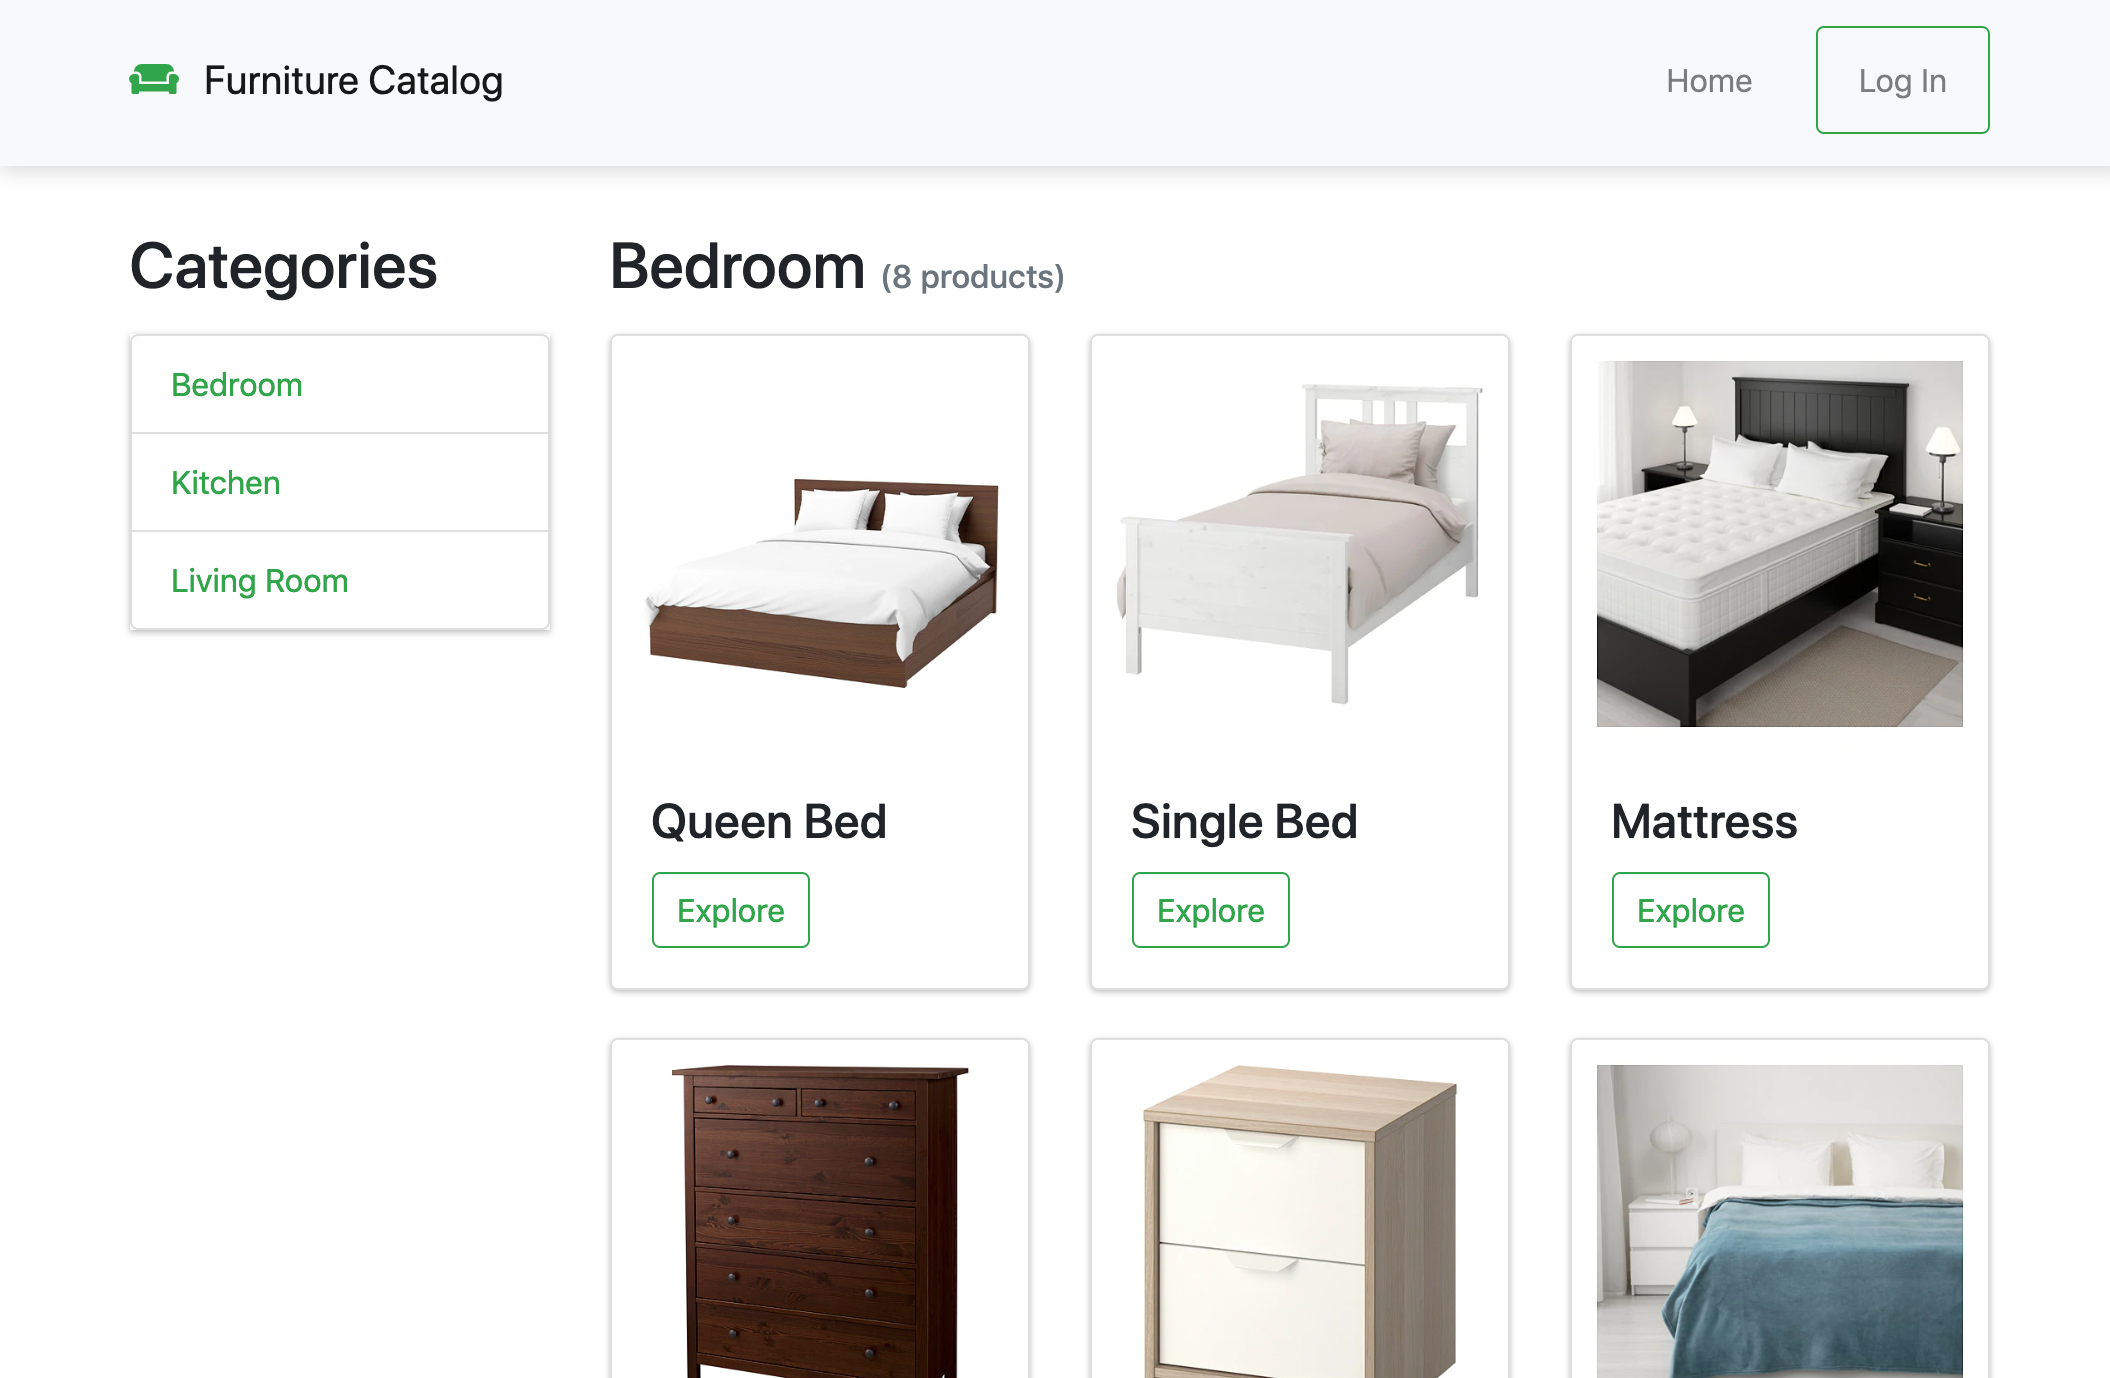 Furniture Catalog
Home
Log In
Categories
Bedroom
Kitchen
Living Room
Bedroom (8 products)
Queen Bed
Explore
Single Bed
Explore
Mattress
Explore